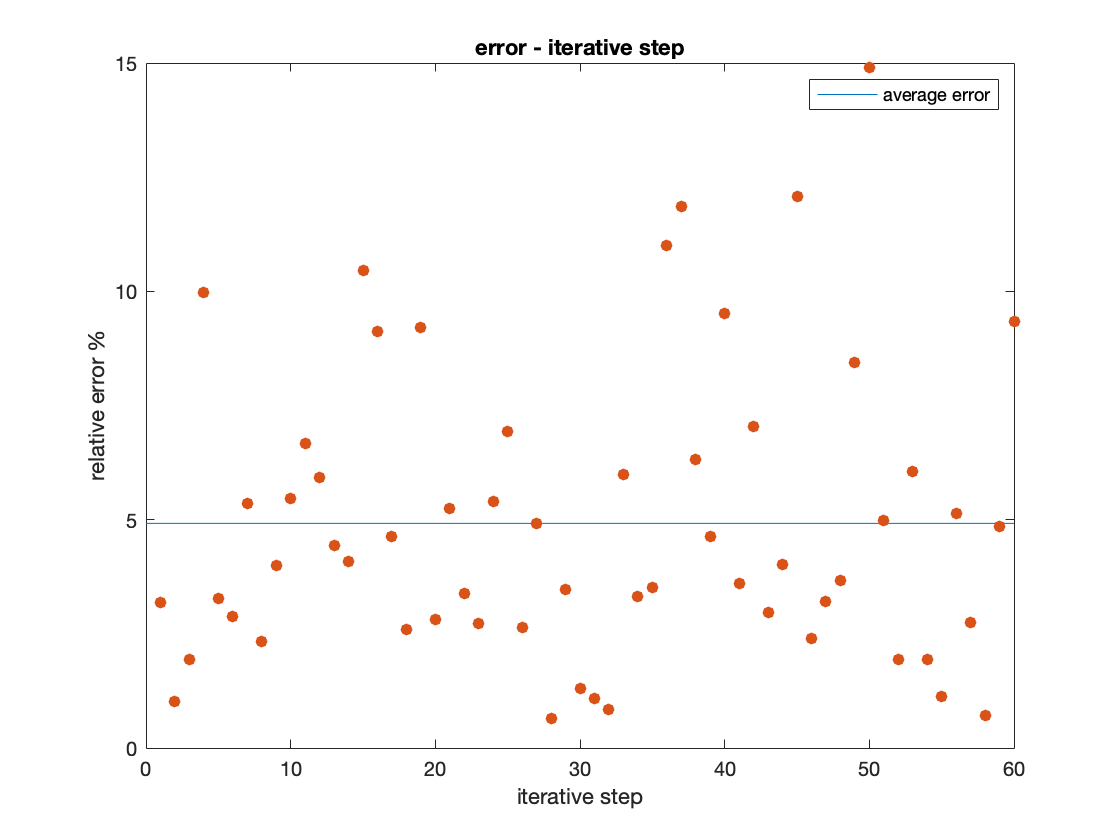 error - iterative step
average error
relative error %
15
10
5
0
0 10 20 30 40 50 60
iterative step